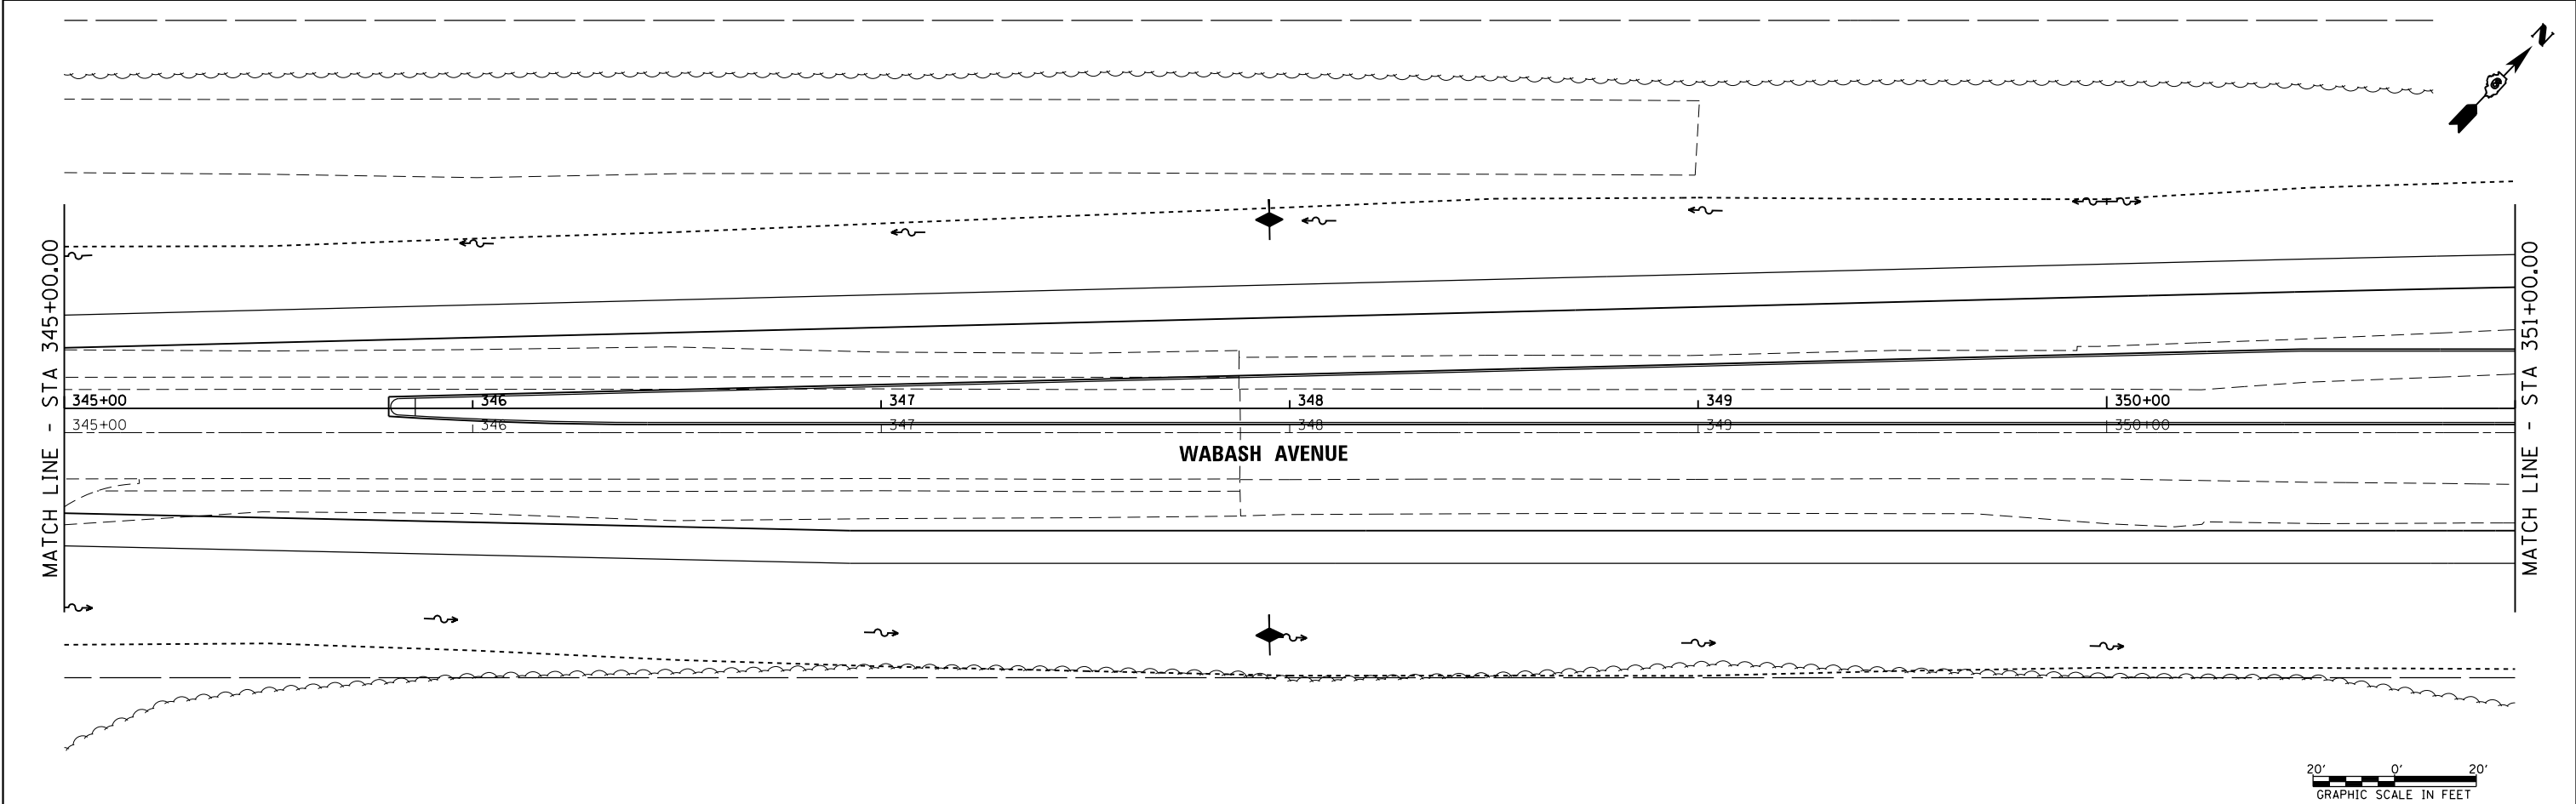 N
MATCH LINE - STA 345+00.00
MATCH LINE - STA 351+00.00
345+00 346 347 348 349 350+00
345+00 346 347 348 349 350+00
WABASH AVENUE
20' 0' 20'
GRAPHIC SCALE IN FEET